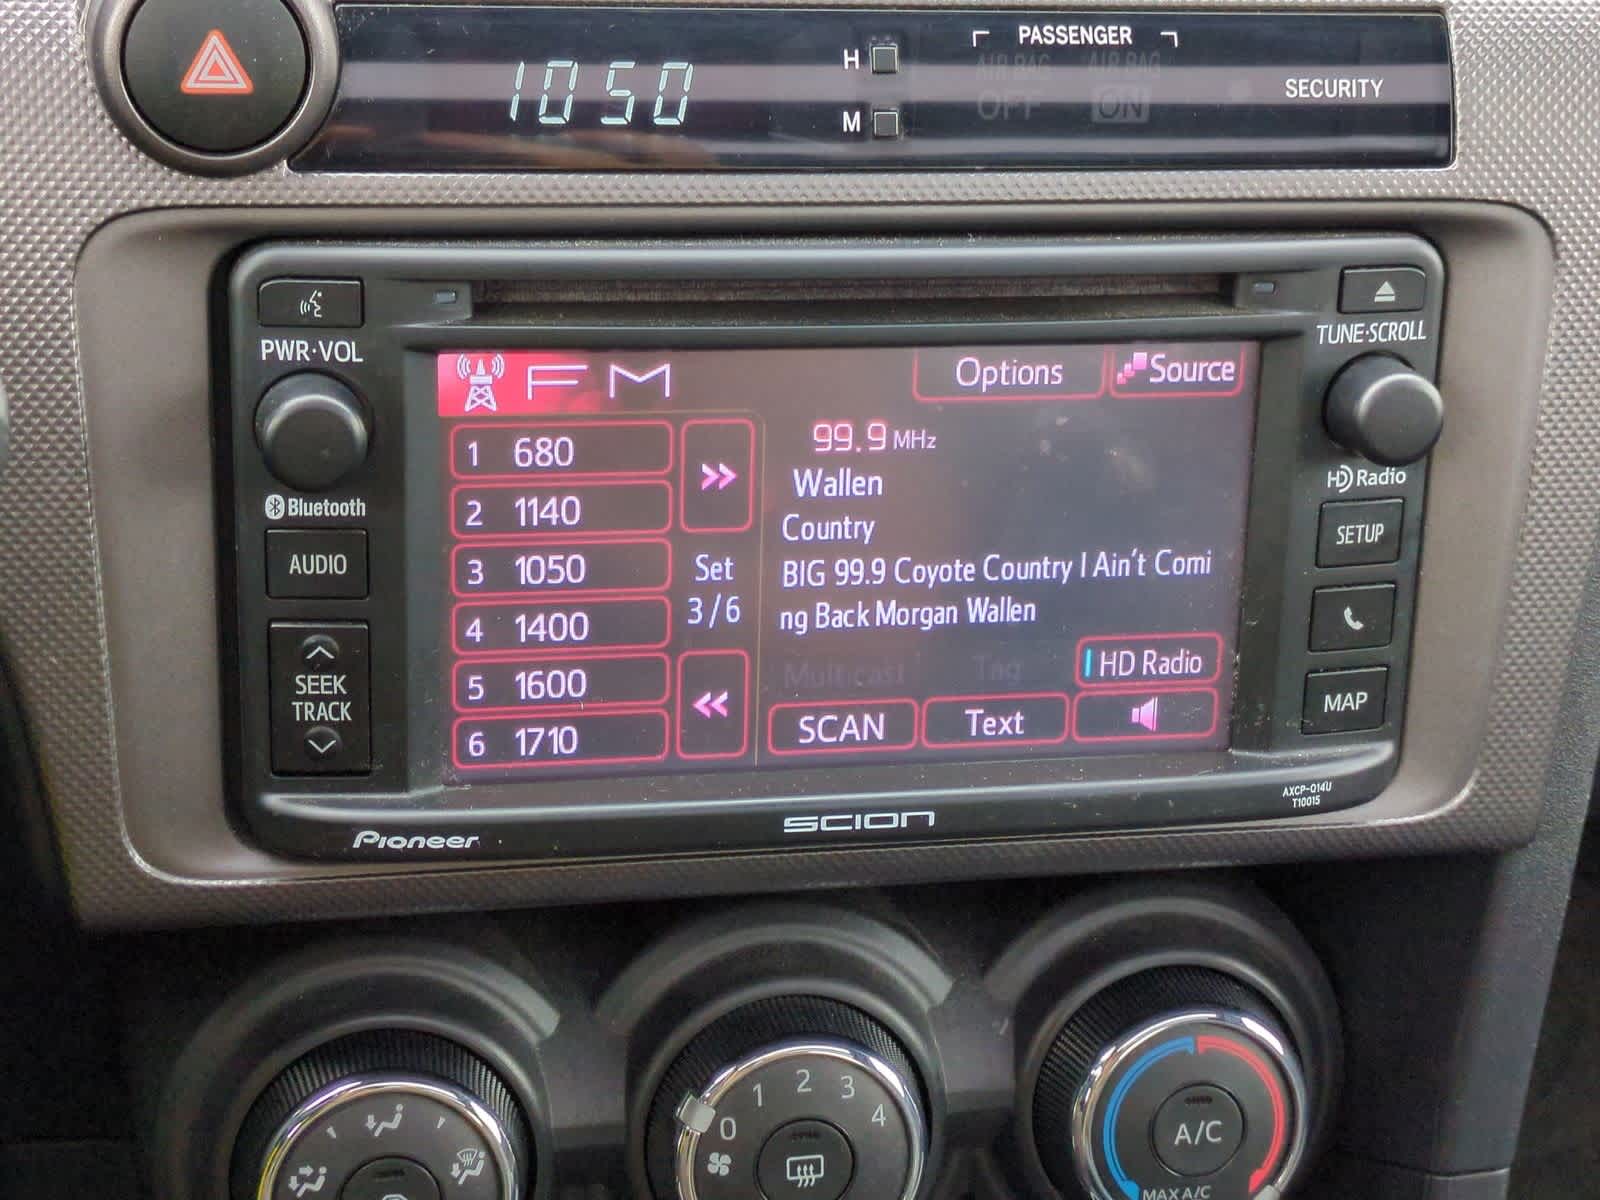 PASSENGER
AIR BAG AIR BAG
OFF ON
10 50
H
M
SECURITY
PWR·VOL
TUNE·SCROLL
FM
Options
Source
1 680
2 1140
3 1050
4 1400
5 1600
6 1710
Set
3/6
99.9 MHz
Wallen
Country
BIG 99.9 Coyote Country I Ain't Comi
ng Back Morgan Wallen
Multicast Tag
HD Radio
SCAN
Text
Bluetooth
AUDIO
SEEK
TRACK
HD Radio
SETUP
MAP
AXCP-014U
T10015
Pioneer
SCION
0 1 2 3 4
A/C
MAX A/C